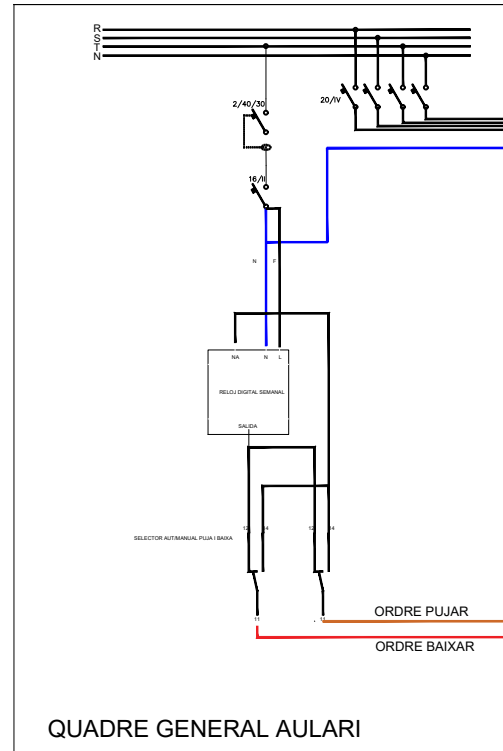 R
S
T
N
2/40/30
20/IV
16/II
N F
NA N L
RELOJ DIGITAL SEMANAL
SALIDA
12 14 12 14
SELECTOR AUT/MANUAL PUJA I BAIXA
11 11
ORDRE PUJAR
ORDRE BAIXAR
QUADRE GENERAL AULARI